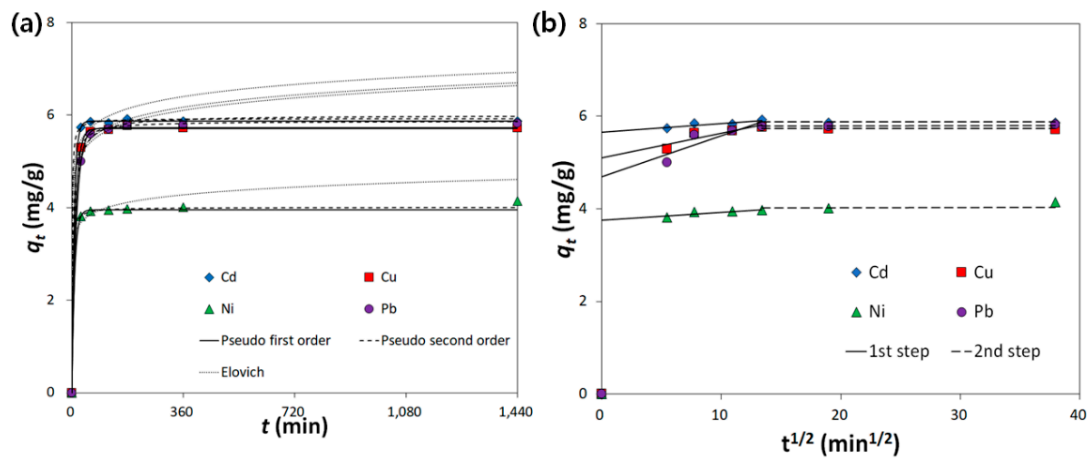 (a)
8
6
4
2
0
qt (mg/g)
Cd
Cu
Ni
Pb
Pseudo first order
Pseudo second order
Elovich
0
360
720
1,080
1,440
t (min)
(b)
8
6
4
2
0
qt (mg/g)
Cd
Cu
Ni
Pb
1st step
2nd step
0
10
20
30
40
t1/2 (min1/2)